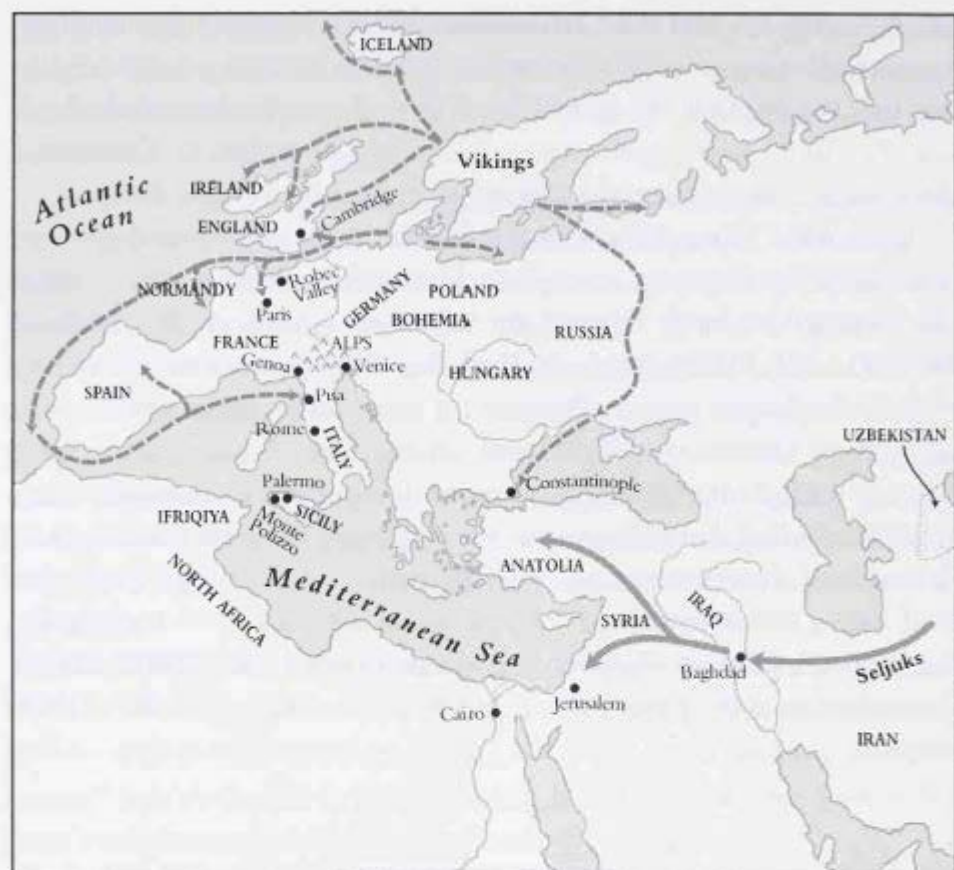 ICELAND
Vikings
IRELAND
Atlantic
Ocean
Cambridge
ENGLAND
NORMANDY
Robec
Valley
Paris
GERMANY
POLAND
BOHEMIA
RUSSIA
FRANCE
ALPS
Genoa
Venice
HUNGARY
SPAIN
Pisa
Rome
ITALY
UZBEKISTAN
Constantinople
Palermo
SICILY
IFRIQIYA
Monte
Polizzo
ANATOLIA
Mediterranean Sea
NORTH AFRICA
SYRIA
IRAQ
Baghdad
Seljuks
Jerusalem
Cairo
IRAN